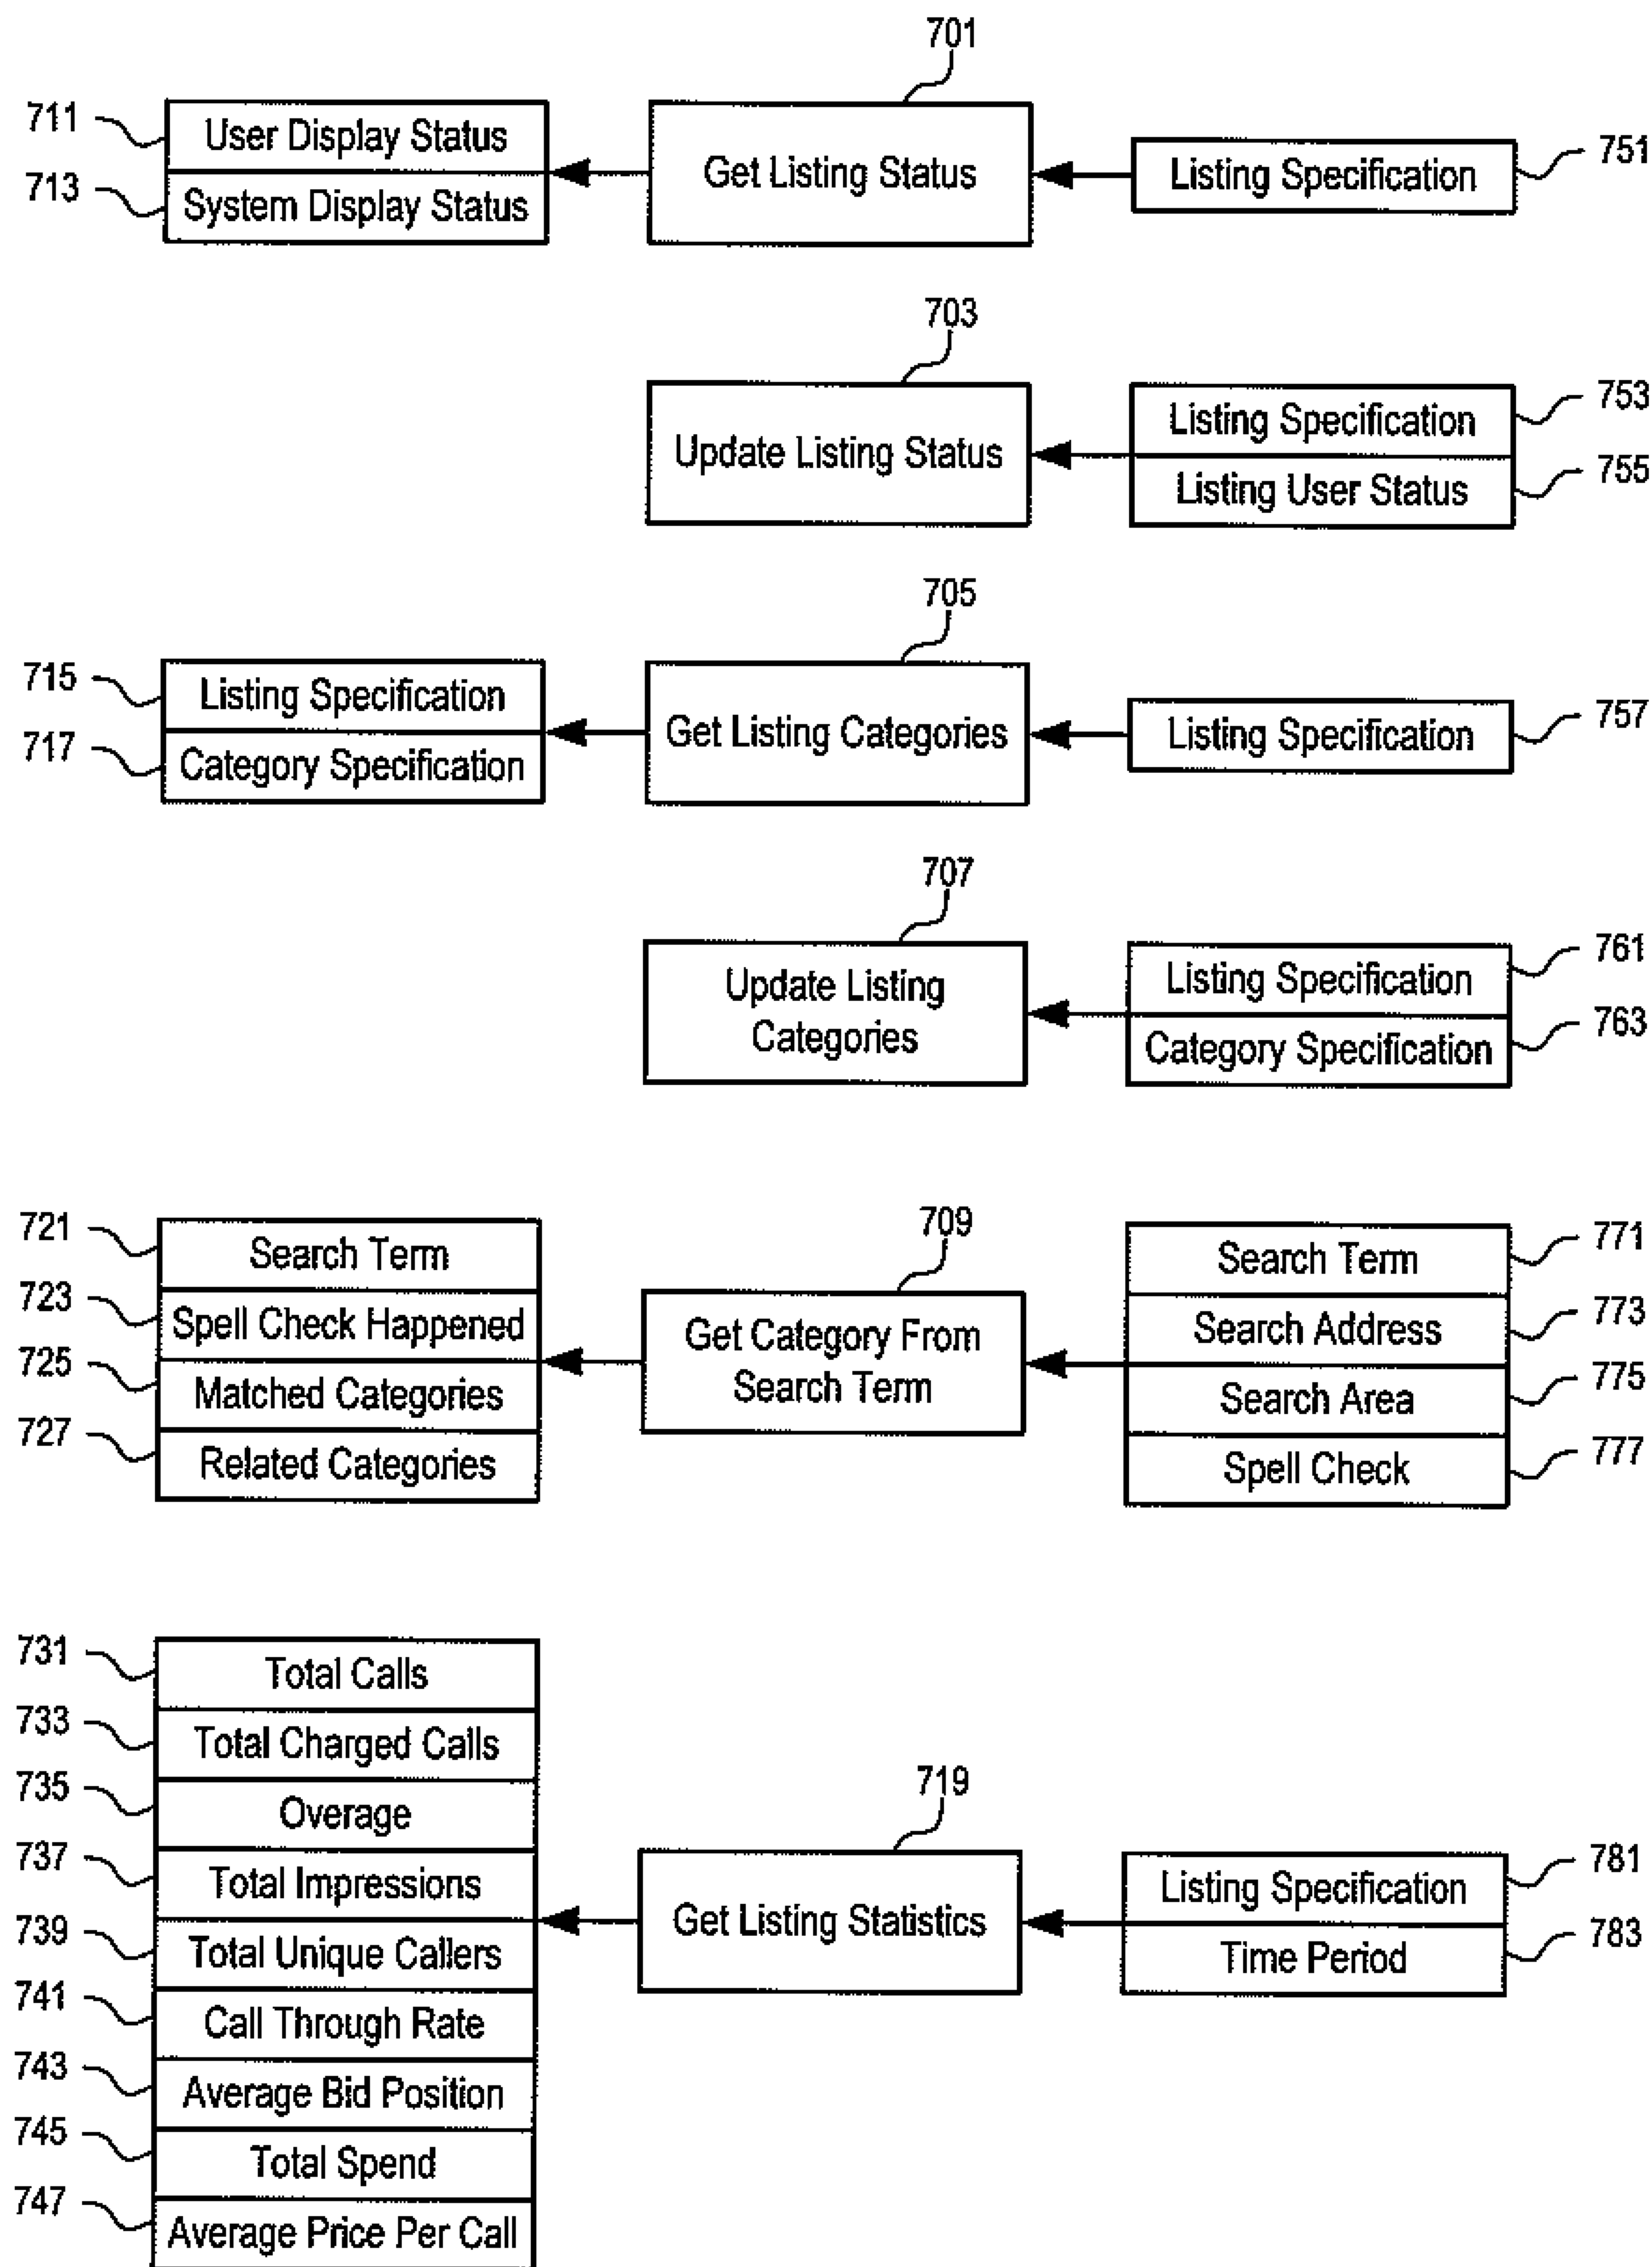 701
711
User Display Status
713
System Display Status
Get Listing Status
Listing Specification
751
703
Update Listing Status
Listing Specification
753
Listing User Status
755
705
715
Listing Specification
717
Category Specification
Get Listing Categories
Listing Specification
757
707
Update Listing
Categories
Listing Specification
761
Category Specification
763
721
Search Term
723
Spell Check Happened
725
Matched Categories
727
Related Categories
709
Get Category From
Search Term
Search Term
771
Search Address
773
Search Area
775
Spell Check
777
731
Total Calls
733
Total Charged Calls
735
Overage
737
Total Impressions
739
Total Unique Callers
741
Call Through Rate
743
Average Bid Position
745
Total Spend
747
Average Price Per Call
719
Get Listing Statistics
Listing Specification
781
Time Period
783